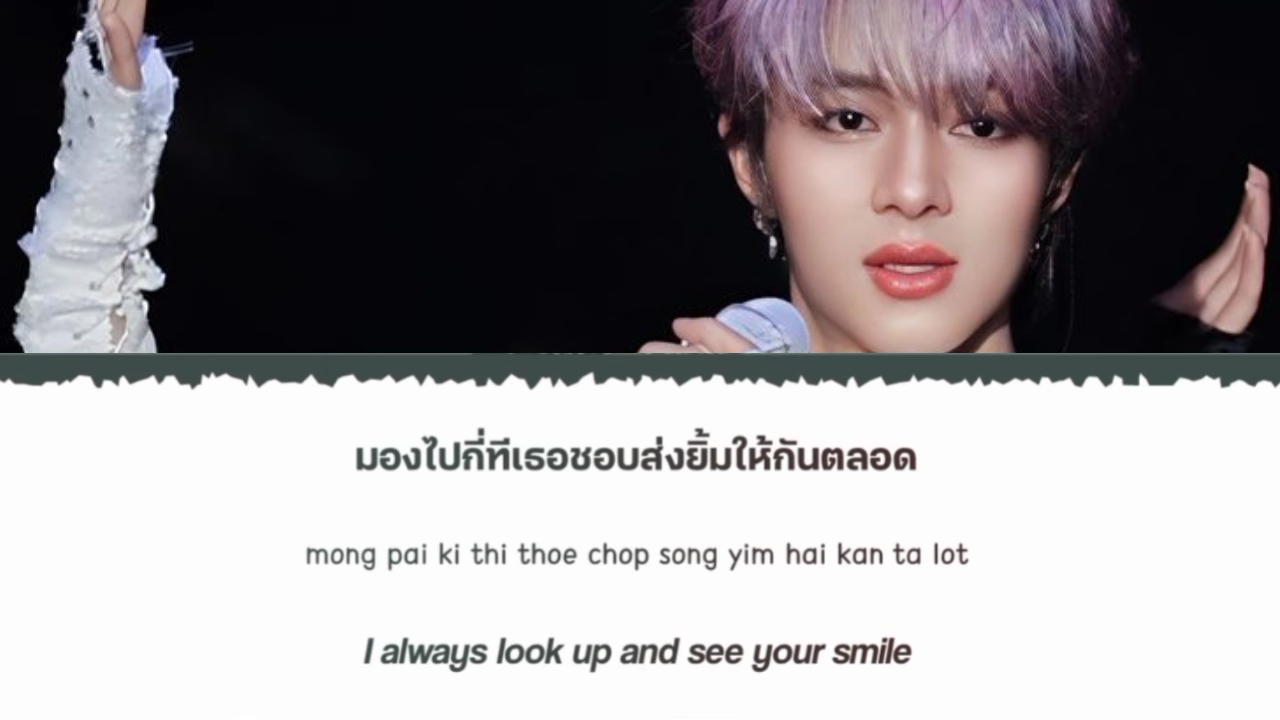 มองไปกี่ทีเธอชอบส่งยิ้มให้กันตลอด
mong pai ki thi thoe chop song yim hai kan ta lot
I always look up and see your smile